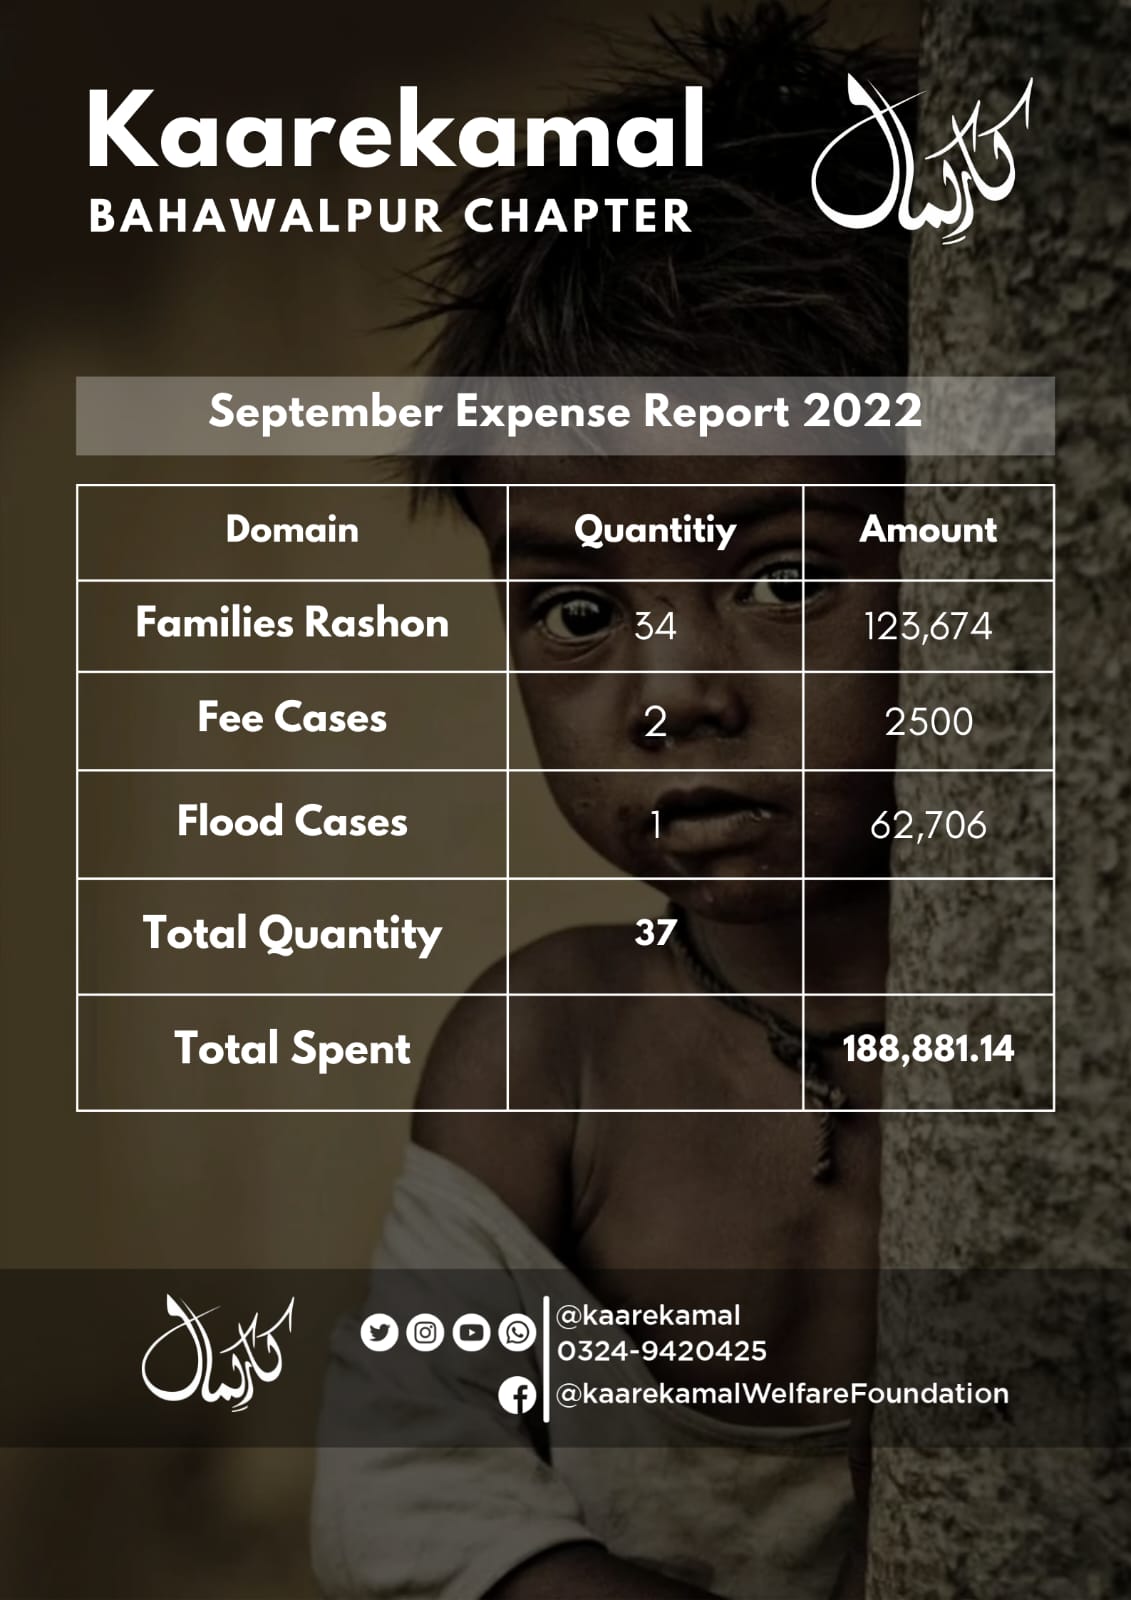 Kaarekamal
BAHAWALPUR CHAPTER
کارِکمال
September Expense Report 2022
Domain Quantitiy Amount
Families Rashon 34 123,674
Fee Cases 2 2500
Flood Cases 1 62,706
Total Quantity 37
Total Spent 188,881.14
کارِکمال
@kaarekamal
0324-9420425
@kaarekamalWelfareFoundation